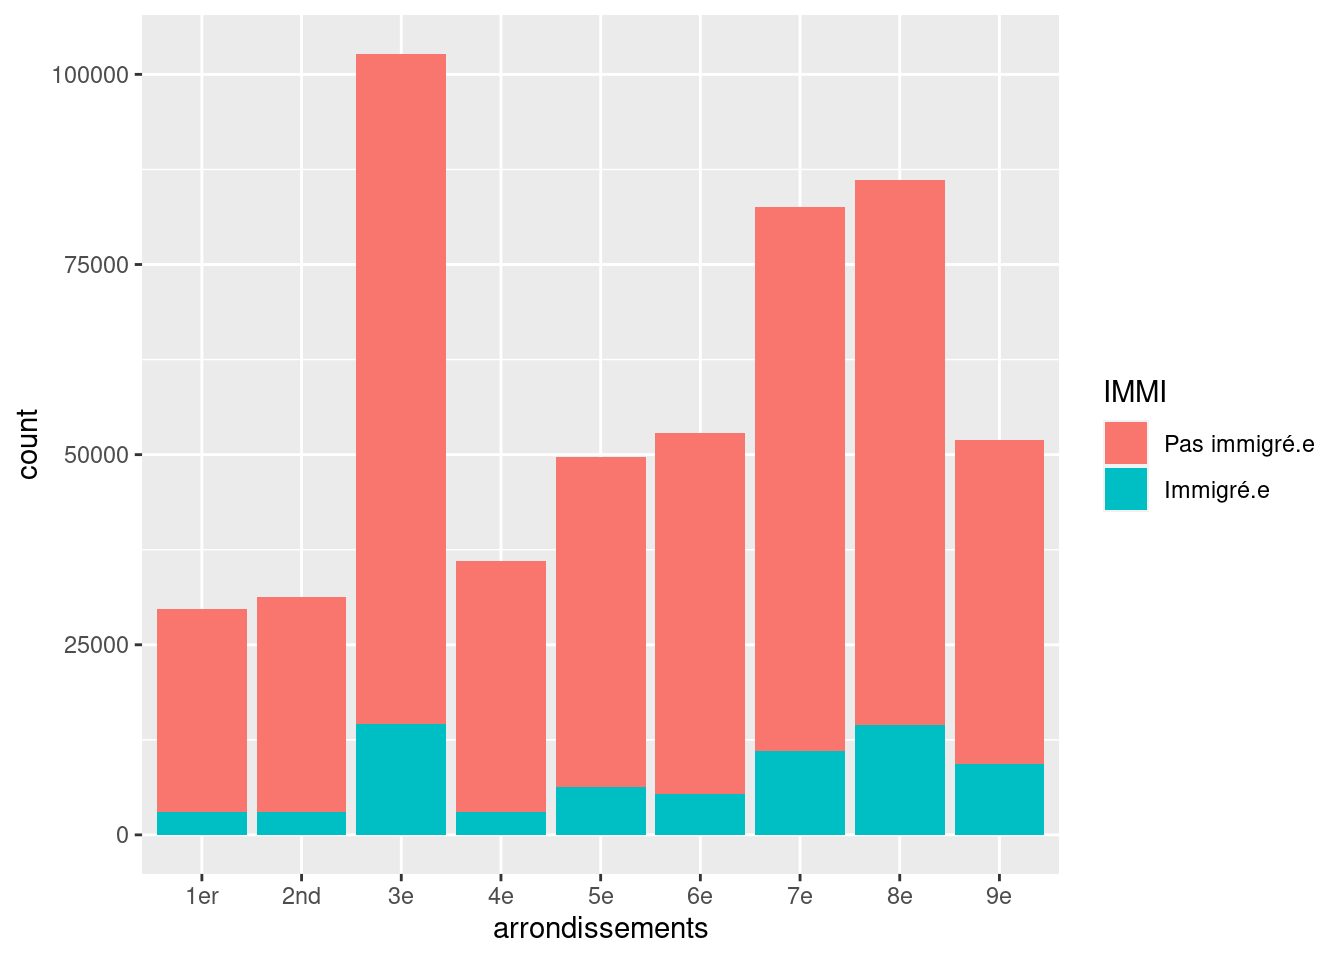 100000
75000
50000
25000
0
count
1er 2nd 3e 4e 5e 6e 7e 8e 9e
arrondissements
IMMI
Pas immigré.e
Immigré.e